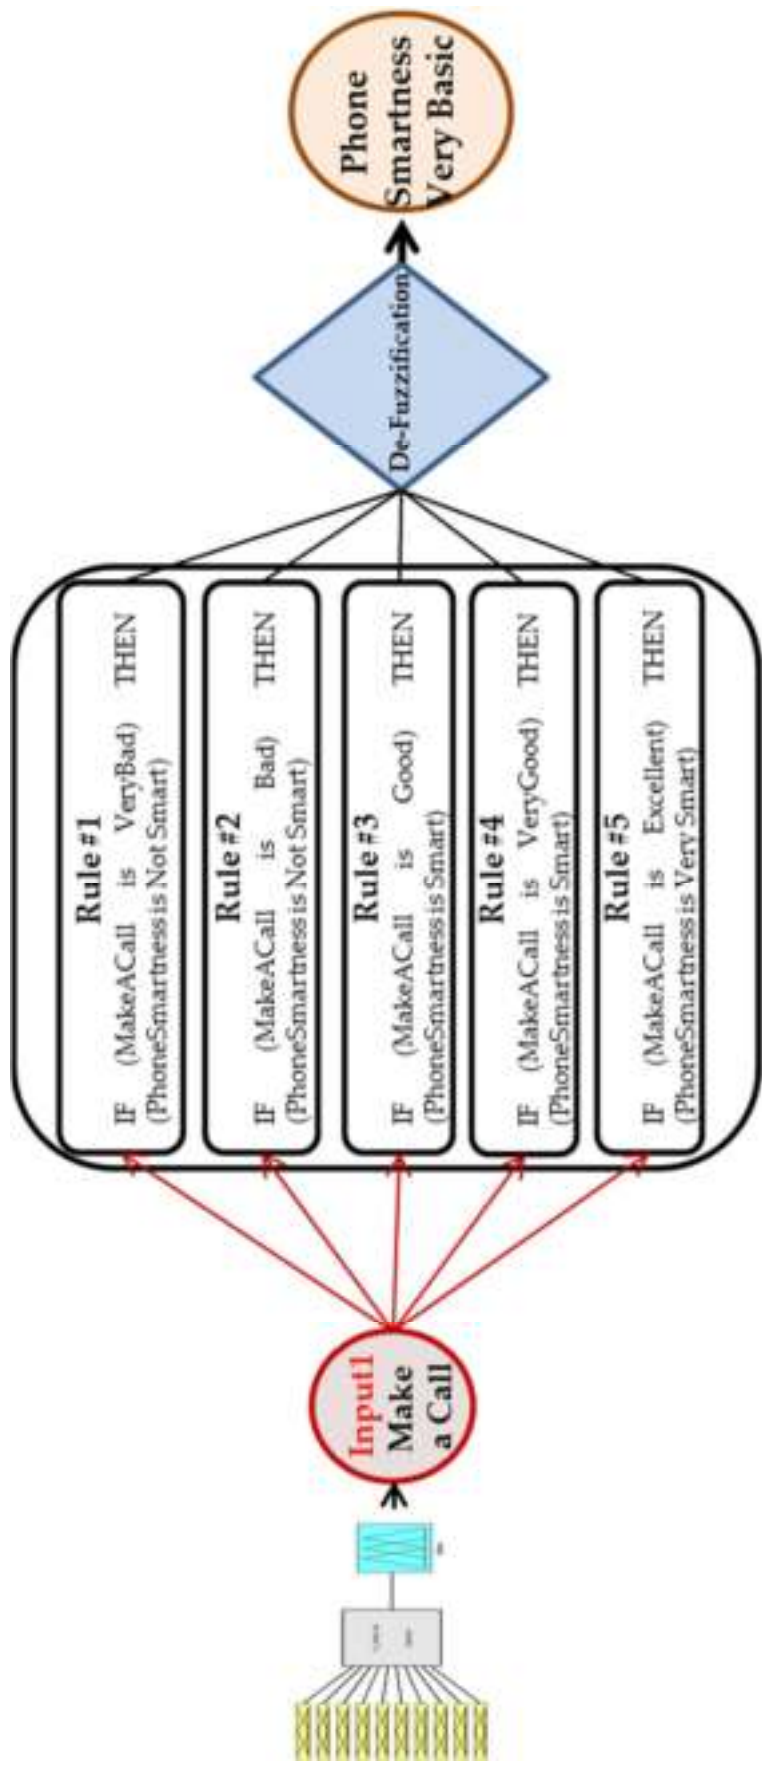 Input1
Make
a Call
Rule #1
IF (MakeACall is VeryBad) THEN
(PhoneSmartness is Not Smart)
Rule #2
IF (MakeACall is Bad) THEN
(PhoneSmartness is Not Smart)
Rule #3
IF (MakeACall is Good) THEN
(PhoneSmartness is Smart)
Rule #4
IF (MakeACall is VeryGood) THEN
(PhoneSmartness is Smart)
Rule #5
IF (MakeACall is Excellent) THEN
(PhoneSmartness is Very Smart)
De-Fuzzification
Phone
Smartness
Very Basic